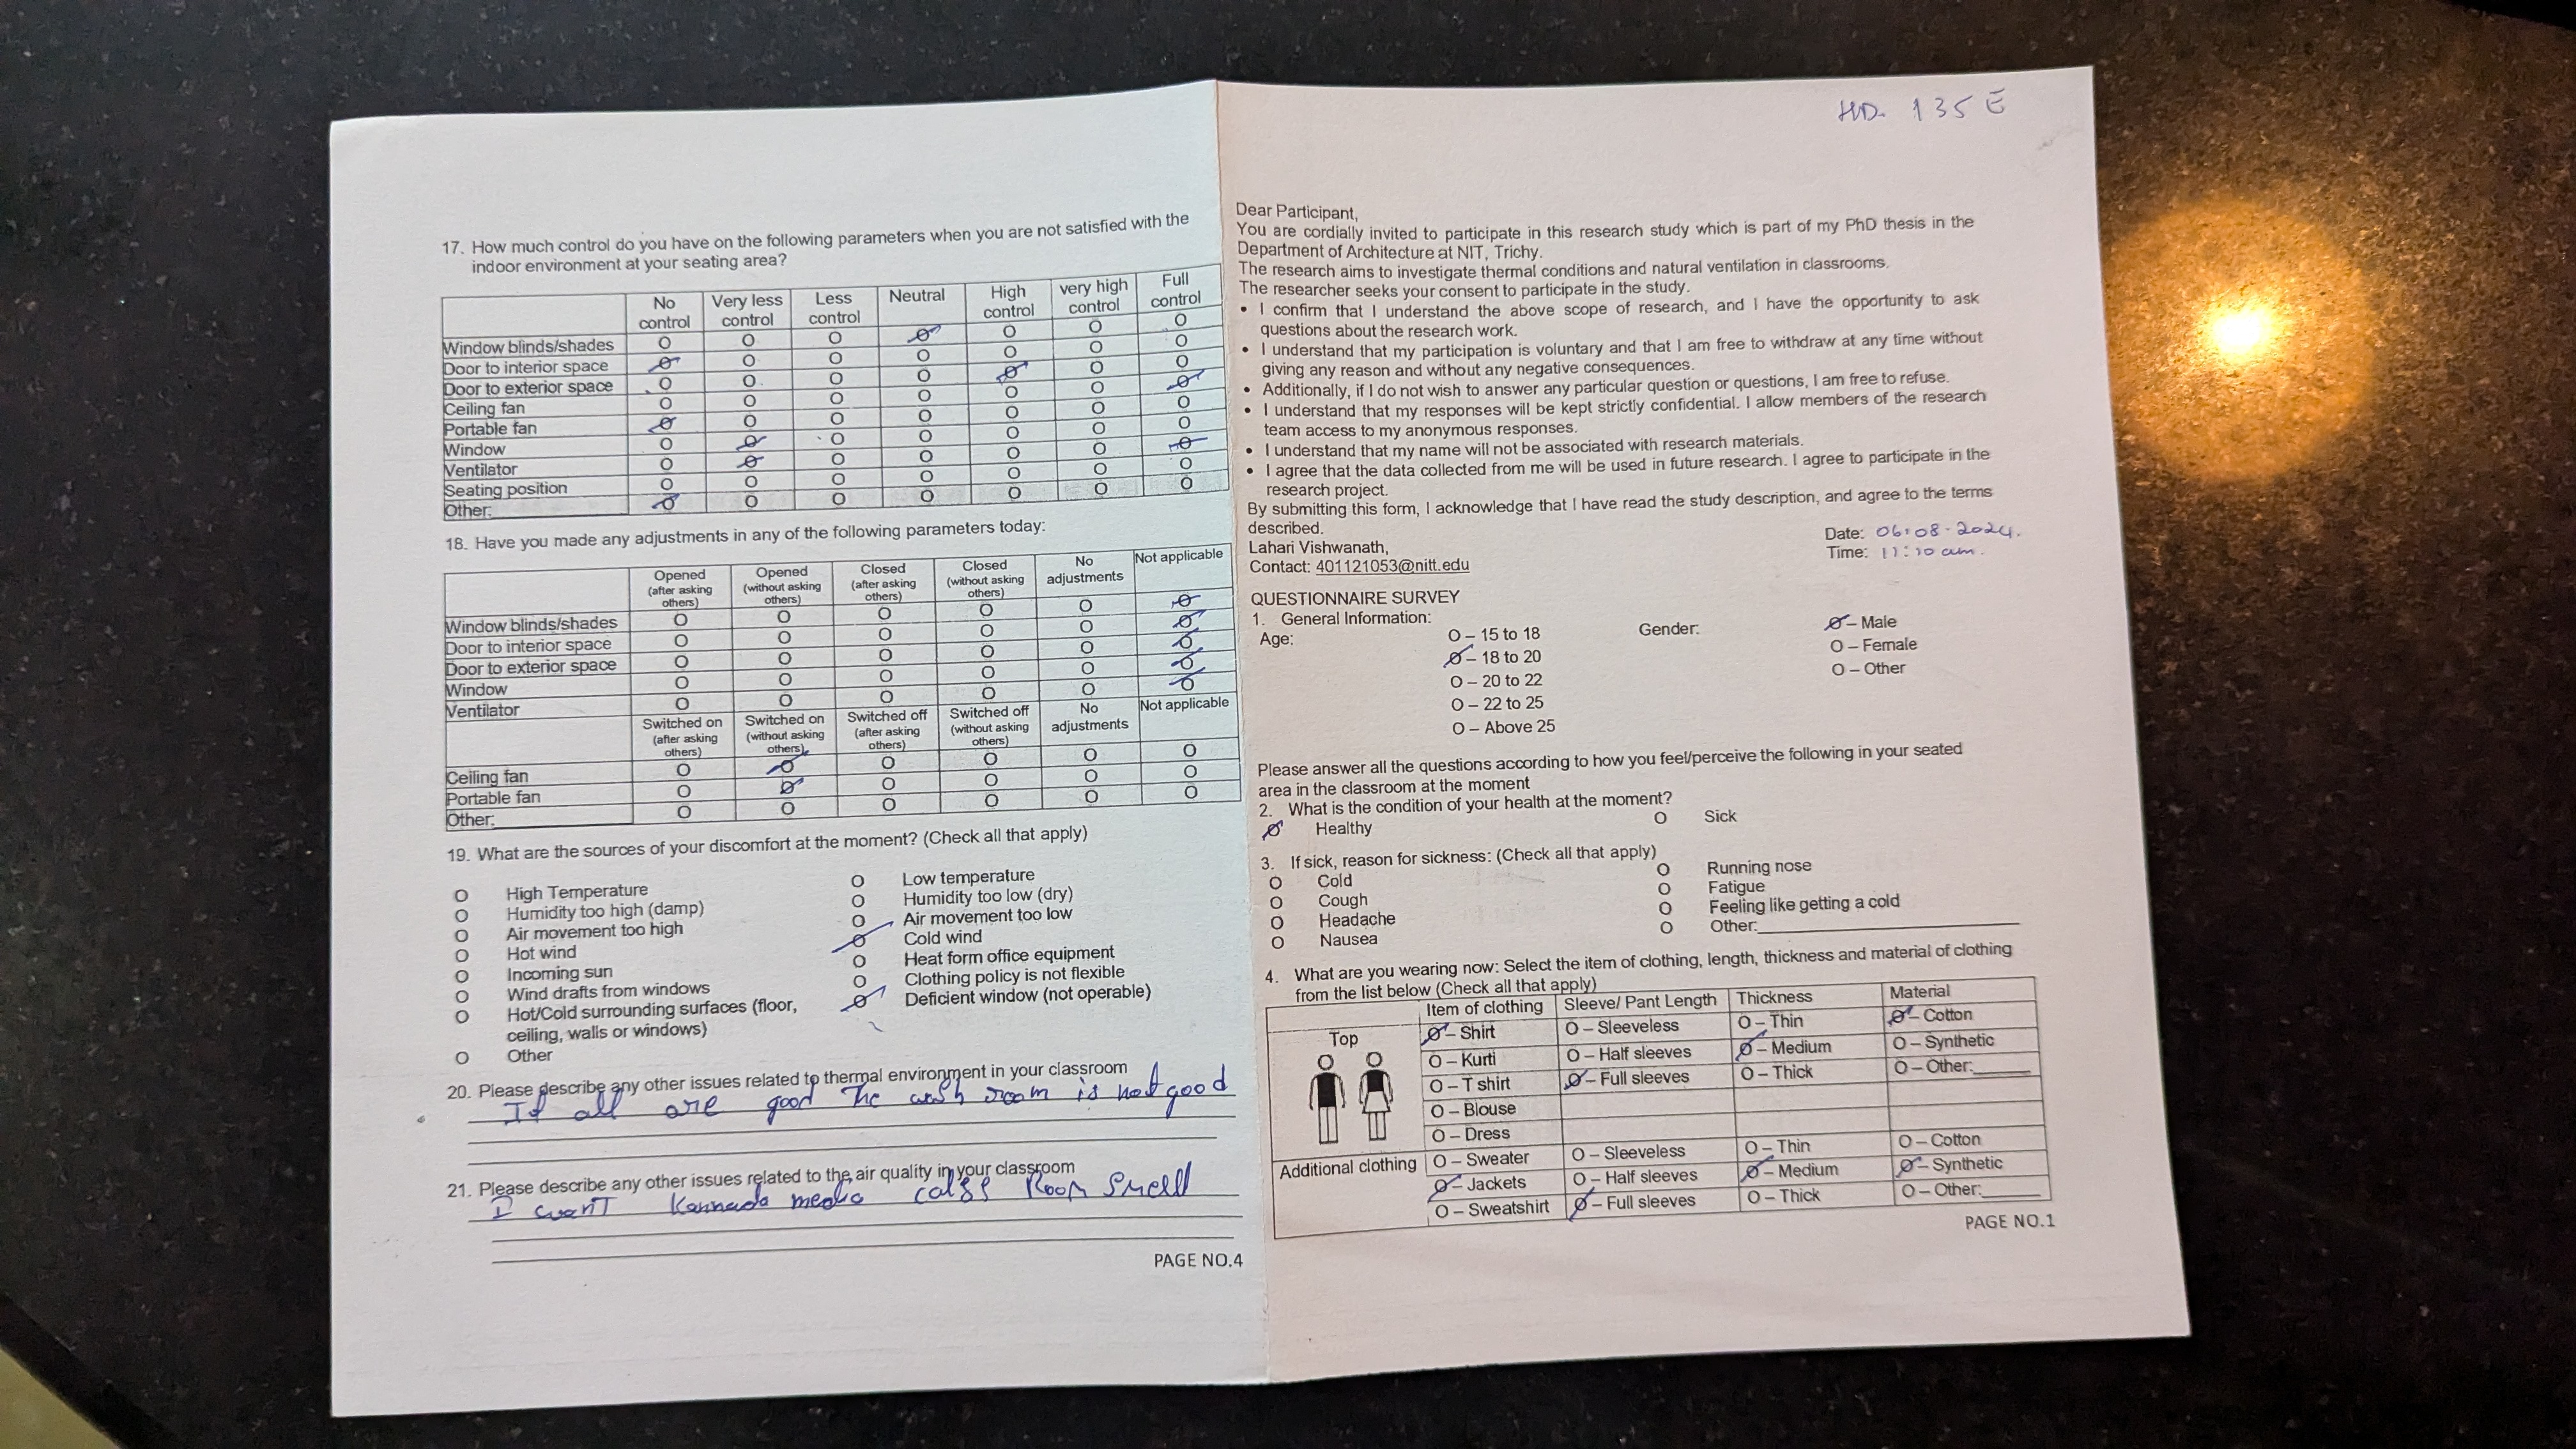 17. How much control do you have on the following parameters when you are not satisfied with the
indoor environment at your seating area?
No control Very less control Less control Neutral High control very high control Full control
Window blinds/shades O O O Ø O O O
Door to interior space Ø O O O O O O
Door to exterior space O O O O Ø O O
Ceiling fan O O O O O O Ø
Portable fan Ø O O O O O O
Window O Ø O O O O O
Ventilator O Ø O O O O Ø
Seating position O O O O O O O
Other: Ø O O O O O O
18. Have you made any adjustments in any of the following parameters today:
Opened (after asking others) Opened (without asking others) Closed (after asking others) Closed (without asking others) No adjustments Not applicable
Window blinds/shades O O O O O Ø
Door to interior space O O O O O Ø
Door to exterior space O O O O O Ø
Window O O O O O Ø
Ventilator O O O O O Ø
Switched on (after asking others) Switched on (without asking others) Switched off (after asking others) Switched off (without asking others) No adjustments Not applicable
Ceiling fan O Ø O O O O
Portable fan O Ø O O O O
Other: O O O O O O
19. What are the sources of your discomfort at the moment? (Check all that apply)
O High Temperature O Low temperature
O Humidity too high (damp) O Humidity too low (dry)
O Air movement too high O Air movement too low
O Hot wind Ø Cold wind
O Incoming sun O Heat form office equipment
O Wind drafts from windows O Clothing policy is not flexible
O Hot/Cold surrounding surfaces (floor, Ø Deficient window (not operable)
ceiling, walls or windows)
O Other
20. Please describe any other issues related to thermal environment in your classroom
It all are good The wash room is not good
21. Please describe any other issues related to the air quality in your classroom
I want Kannada media Room smell
PAGE NO.4
HD. 135 E
Dear Participant,
You are cordially invited to participate in this research study which is part of my PhD thesis in the
Department of Architecture at NIT, Trichy.
The research aims to investigate thermal conditions and natural ventilation in classrooms.
The researcher seeks your consent to participate in the study.
• I confirm that I understand the above scope of research, and I have the opportunity to ask
questions about the research work.
• I understand that my participation is voluntary and that I am free to withdraw at any time without
giving any reason and without any negative consequences.
• Additionally, if I do not wish to answer any particular question or questions, I am free to refuse.
• I understand that my responses will be kept strictly confidential. I allow members of the research
team access to my anonymous responses.
• I understand that my name will not be associated with research materials.
• I agree that the data collected from me will be used in future research. I agree to participate in the
research project.
By submitting this form, I acknowledge that I have read the study description, and agree to the terms
described.
Lahari Vishwanath,
Contact: 401121053@nitt.edu
Date: 06.08.2024.
Time: 11:10 am.
QUESTIONNAIRE SURVEY
1. General Information:
Age: O – 15 to 18 Gender: Ø – Male
Ø – 18 to 20 O – Female
O – 20 to 22 O – Other
O – 22 to 25
O – Above 25
Please answer all the questions according to how you feel/perceive the following in your seated
area in the classroom at the moment
2. What is the condition of your health at the moment?
Ø Healthy O Sick
3. If sick, reason for sickness: (Check all that apply)
O Cold O Running nose
O Cough O Fatigue
O Headache O Feeling like getting a cold
O Nausea O Other:
4. What are you wearing now: Select the item of clothing, length, thickness and material of clothing
from the list below (Check all that apply)
Item of clothing Sleeve/ Pant Length Thickness Material
Top Ø – Shirt O – Sleeveless O – Thin Ø – Cotton
O – Kurti O – Half sleeves Ø – Medium O – Synthetic
O – T shirt Ø – Full sleeves O – Thick O – Other:
O – Blouse
O – Dress
Additional clothing O – Sweater O – Sleeveless O – Thin O – Cotton
Ø – Jackets O – Half sleeves Ø – Medium Ø – Synthetic
O – Sweatshirt Ø – Full sleeves O – Thick O – Other:
PAGE NO.1